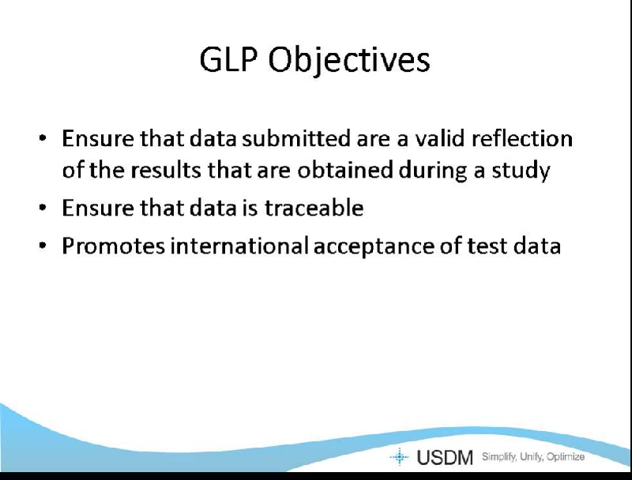 GLP Objectives
• Ensure that data submitted are a valid reflection
of the results that are obtained during a study
• Ensure that data is traceable
• Promotes international acceptance of test data
USDM Simplify, Unify, Optimize